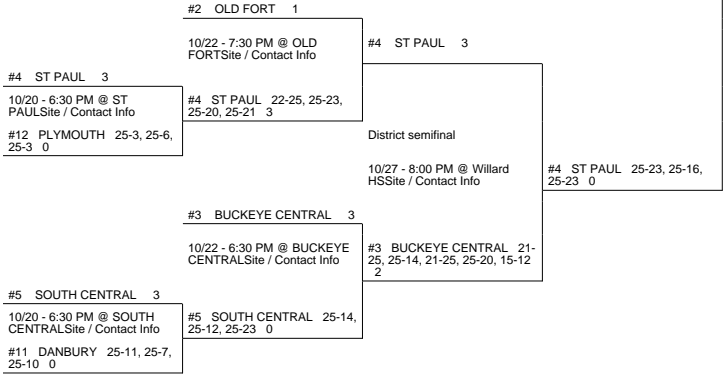 #2 OLD FORT 1
10/22 - 7:30 PM @ OLD
FORTSite / Contact Info
#4 ST PAUL 3
#4 ST PAUL 3
10/20 - 6:30 PM @ ST
PAULSite / Contact Info
#4 ST PAUL 22-25, 25-23,
25-20, 25-21 3
#12 PLYMOUTH 25-3, 25-6,
25-3 0
District semifinal
10/27 - 8:00 PM @ Willard
HSSite / Contact Info
#4 ST PAUL 25-23, 25-16,
25-23 0
#3 BUCKEYE CENTRAL 3
10/22 - 6:30 PM @ BUCKEYE
CENTRALSite / Contact Info
#3 BUCKEYE CENTRAL 21-
25, 25-14, 21-25, 25-20, 15-12
2
#5 SOUTH CENTRAL 3
10/20 - 6:30 PM @ SOUTH
CENTRALSite / Contact Info
#5 SOUTH CENTRAL 25-14,
25-12, 25-23 0
#11 DANBURY 25-11, 25-7,
25-10 0